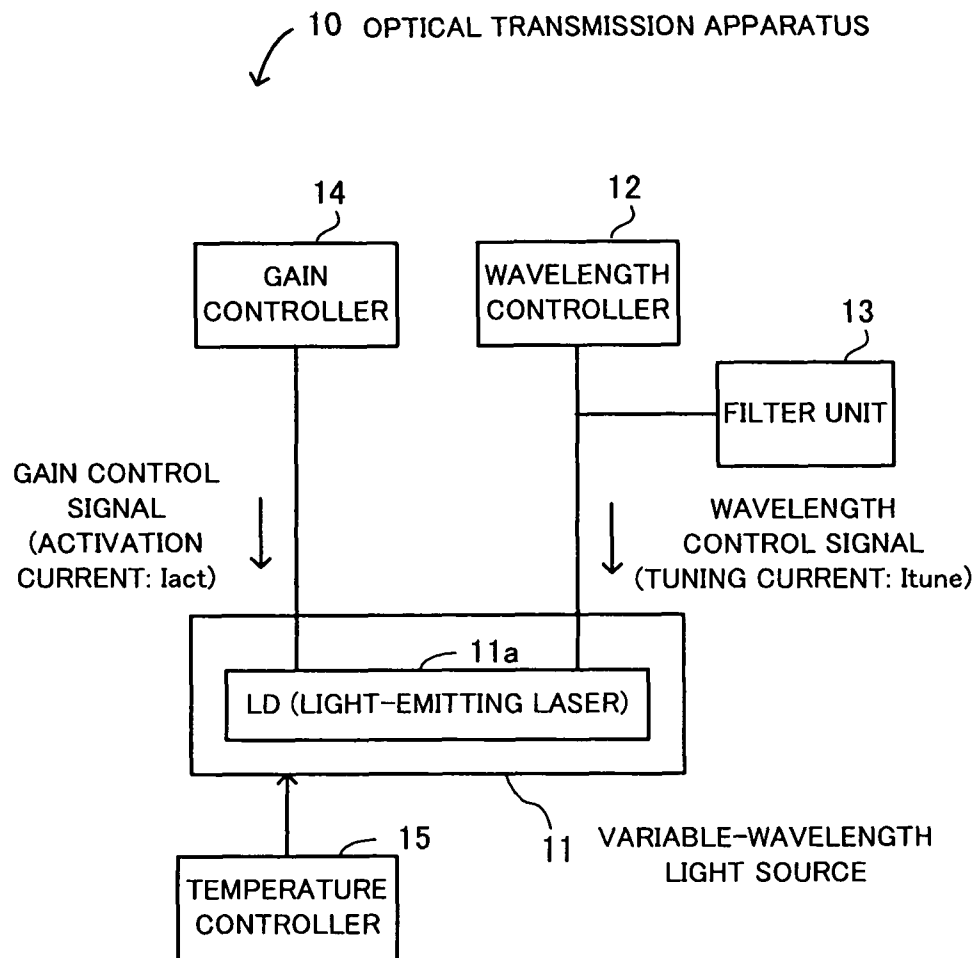 10 OPTICAL TRANSMISSION APPARATUS
14
12
GAIN
CONTROLLER
WAVELENGTH
CONTROLLER
13
FILTER UNIT
GAIN CONTROL
SIGNAL
(ACTIVATION
CURRENT: Iact)
WAVELENGTH
CONTROL SIGNAL
(TUNING CURRENT: Itune)
11a
LD (LIGHT-EMITTING LASER)
15
11
VARIABLE-WAVELENGTH
LIGHT SOURCE
TEMPERATURE
CONTROLLER